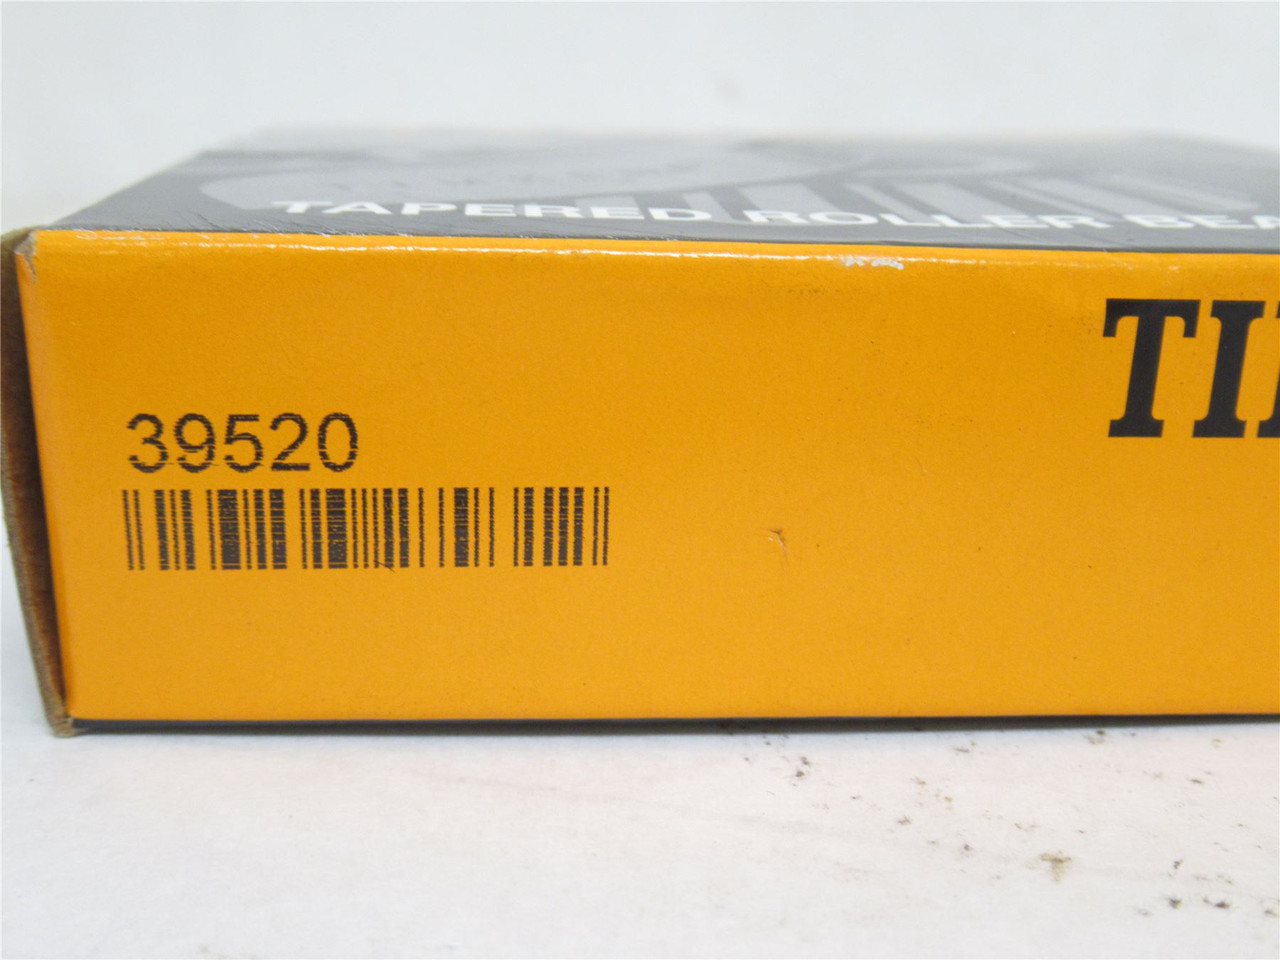 TAPERED ROLLER BEA
TI
39520